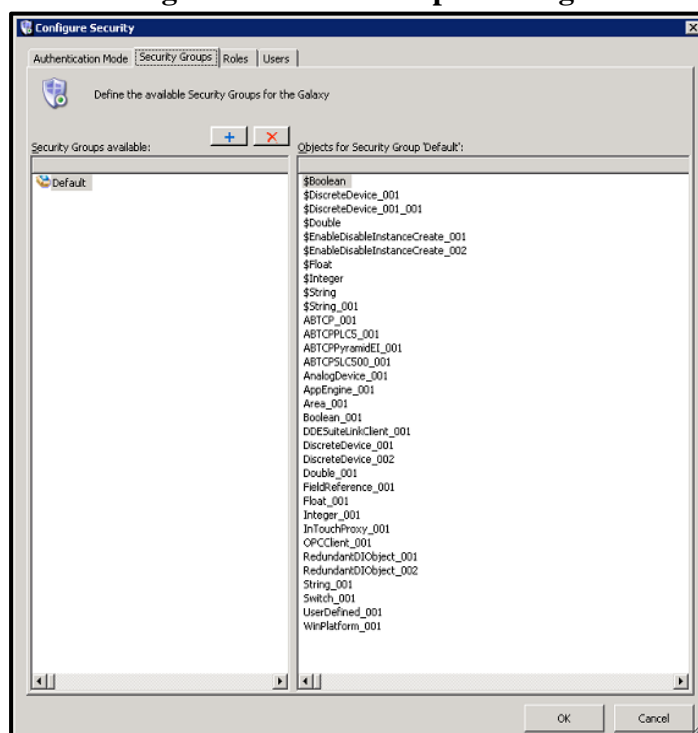 Configure Security
Authentication Mode Security Groups Roles Users
Define the available Security Groups for the Galaxy
Security Groups available:
Objects for Security Group 'Default':
Default
$Boolean
$DiscreteDevice_001
$DiscreteDevice_001_001
$Double
$EnableDisableInstanceCreate_001
$EnableDisableInstanceCreate_002
$Float
$Integer
$String
$String_001
ABTCP_001
ABTCPPLC5_001
ABTCPPyramidEI_001
ABTCPSLC500_001
AnalogDevice_001
AppEngine_001
Area_001
Boolean_001
DDESuiteLinkClient_001
DiscreteDevice_001
DiscreteDevice_002
Double_001
FieldReference_001
Float_001
Integer_001
InTouchProxy_001
OPCClient_001
RedundantDIObject_001
RedundantDIObject_002
String_001
Switch_001
UserDefined_001
WinPlatform_001
OK Cancel